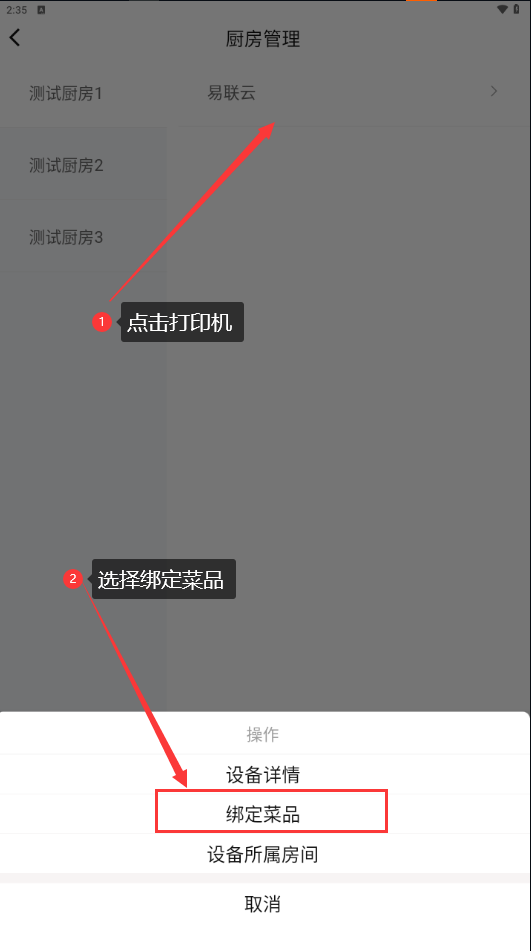 2:35
厨房管理
测试厨房1
易联云
测试厨房2
测试厨房3
1 点击打印机
2 选择绑定菜品
操作
设备详情
绑定菜品
设备所属房间
取消